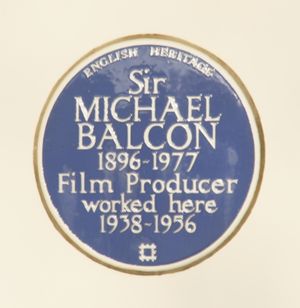 ENGLISH HERITAGE
Sir
MICHAEL
BALCON
1896-1977
Film Producer
worked here
1938-1956